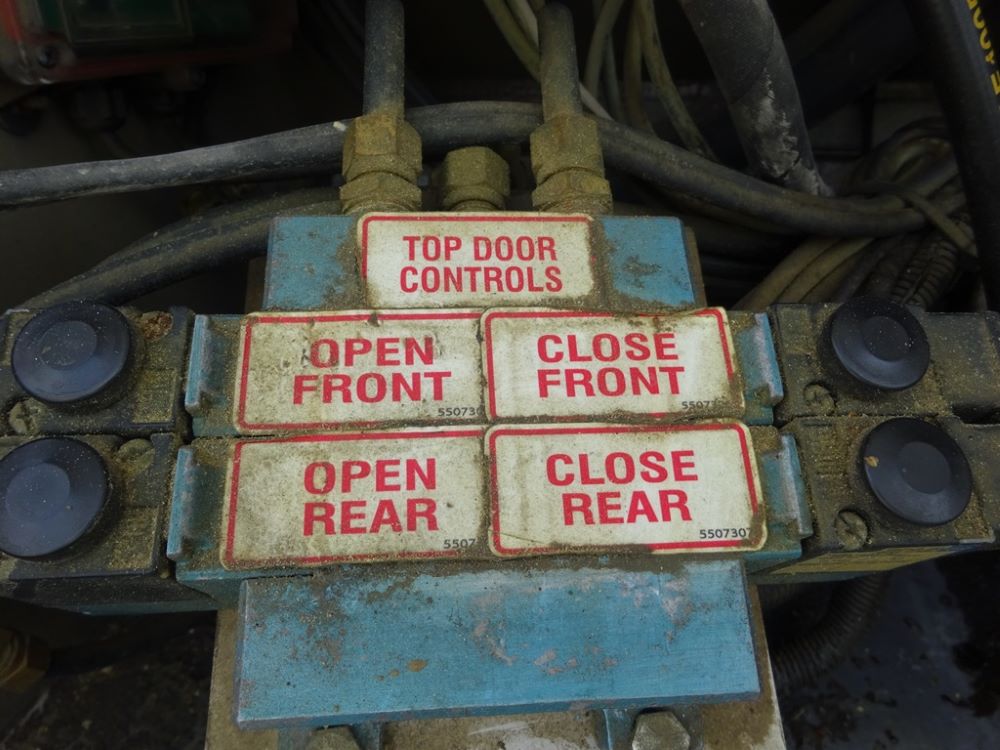 TOP DOOR
CONTROLS
OPEN
FRONT
CLOSE
FRONT
OPEN
REAR
CLOSE
REAR
5507307